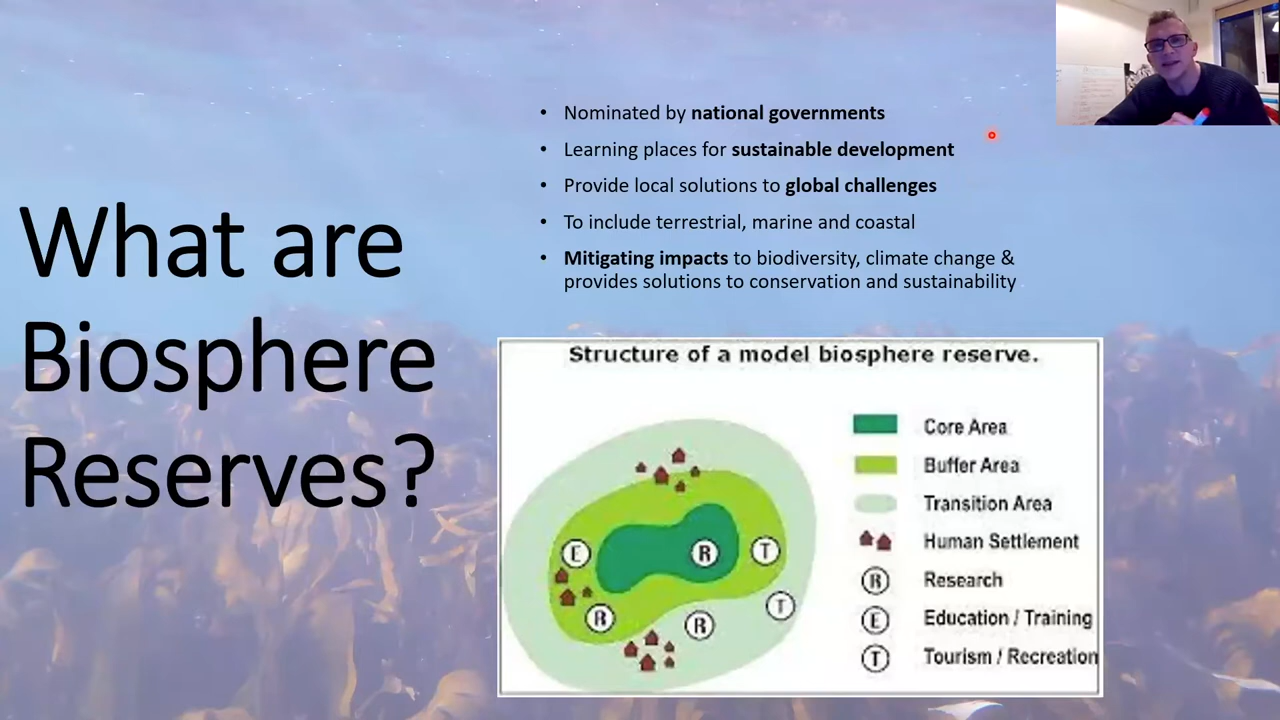 What are
Biosphere
Reserves?
• Nominated by national governments
• Learning places for sustainable development
• Provide local solutions to global challenges
• To include terrestrial, marine and coastal
• Mitigating impacts to biodiversity, climate change &
provides solutions to conservation and sustainability
Structure of a model biosphere reserve.
E
R
T
R
R
T
Core Area
Buffer Area
Transition Area
Human Settlement
R Research
E Education / Training
T Tourism / Recreation